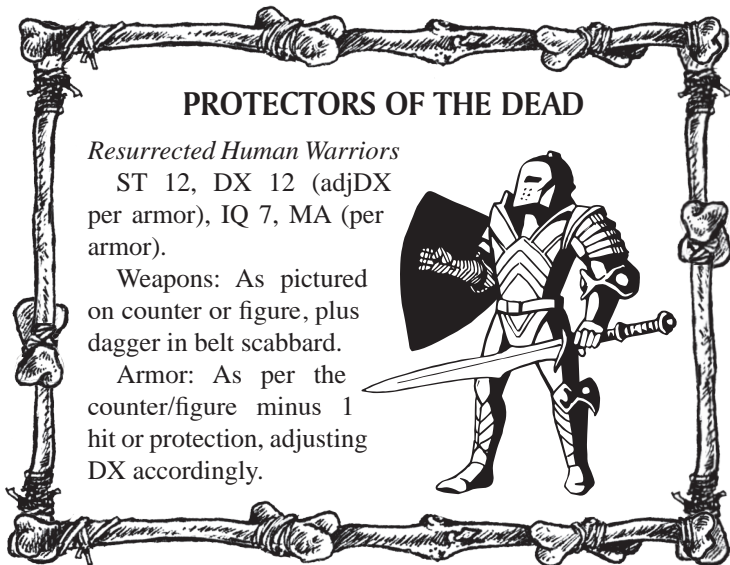 PROTECTORS OF THE DEAD
Resurrected Human Warriors
ST 12, DX 12 (adjDX
per armor), IQ 7, MA (per
armor).
Weapons: As pictured
on counter or figure, plus
dagger in belt scabbard.
Armor: As per the
counter/figure minus 1
hit or protection, adjusting
DX accordingly.